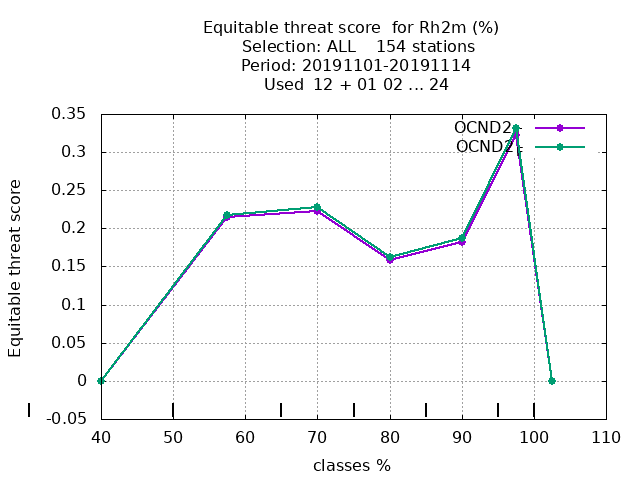 Equitable threat score  for Rh2m (%)
Selection: ALL    154 stations
Period: 20191101-20191114
Used  12 + 01 02 ... 24
0.35
0.3
0.25
0.2
0.15
0.1
0.05
0
-0.05
Equitable threat score
OCND2
OCND2
40 50 60 70 80 90 100 110
classes %